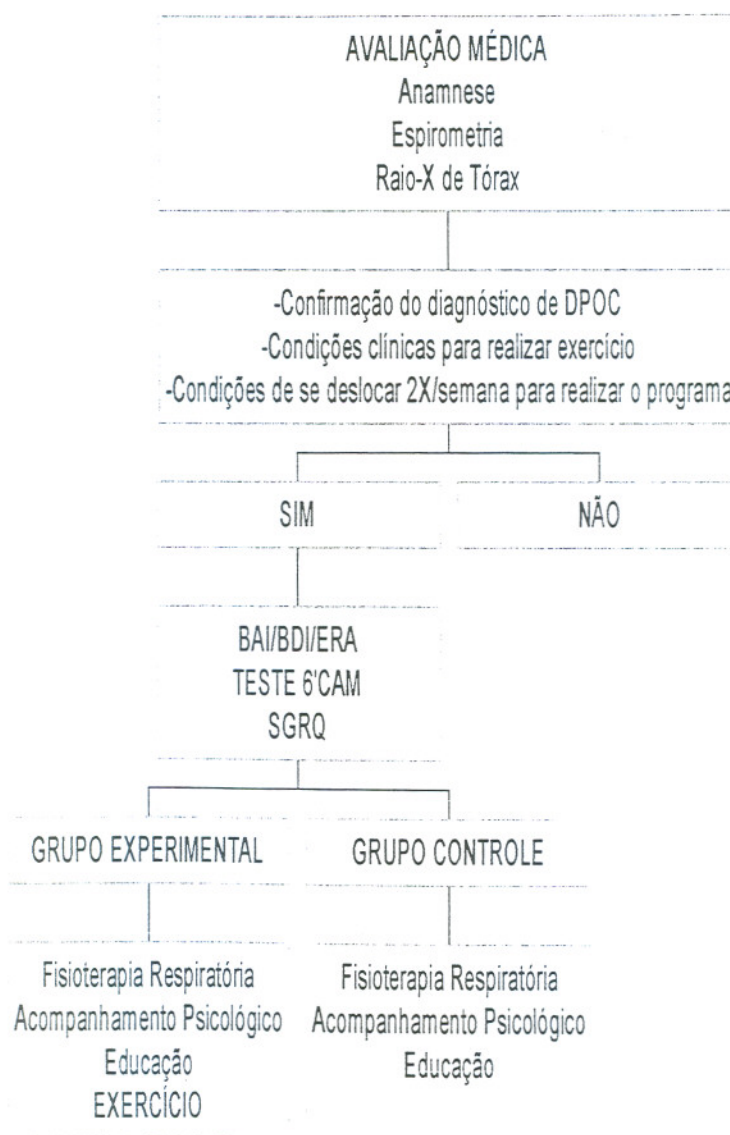 AVALIAÇÃO MÉDICA
Anamnese
Espirometria
Raio-X de Tórax
-Confirmação do diagnóstico de DPOC
-Condições clínicas para realizar exercício
-Condições de se deslocar 2X/semana para realizar o programa
SIM
NÃO
BAI/BDI/ERA
TESTE 6'CAM
SGRQ
GRUPO EXPERIMENTAL
GRUPO CONTROLE
Fisioterapia Respiratória
Acompanhamento Psicológico
Educação
EXERCÍCIO
Fisioterapia Respiratória
Acompanhamento Psicológico
Educação